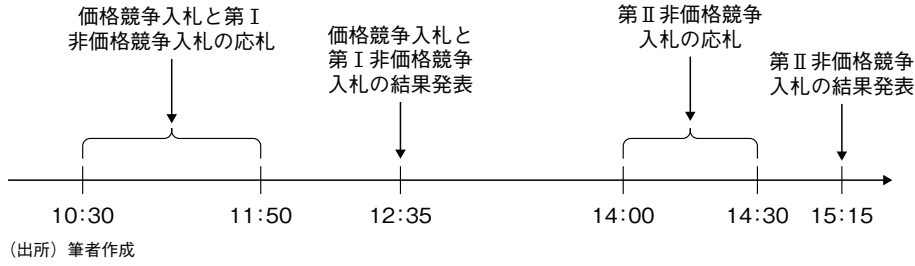 価格競争入札と第Ⅰ
非価格競争入札の応札
価格競争入札と
第Ⅰ非価格競争
入札の結果発表
第Ⅱ非価格競争
入札の応札
第Ⅱ非価格競争
入札の結果発表
10:30
11:50
12:35
14:00
14:30
15:15
（出所）筆者作成